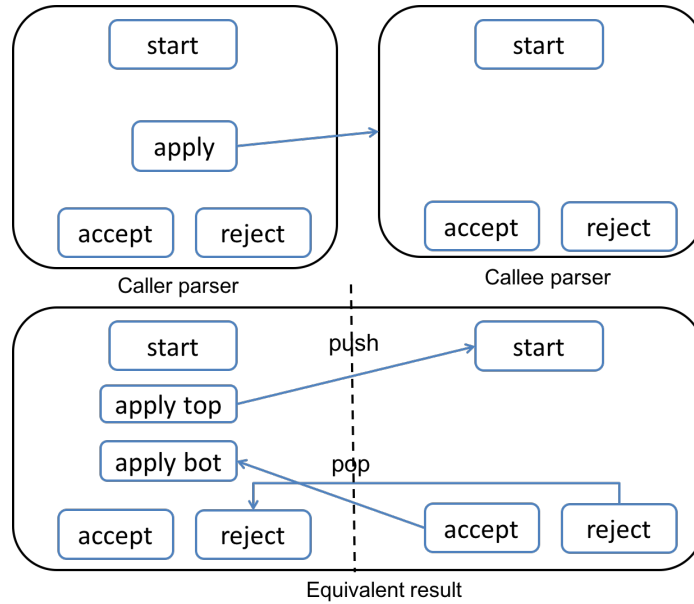 start
start
apply
accept
reject
accept
reject
Caller parser
Callee parser
start
push
start
apply top
apply bot
pop
accept
reject
accept
reject
Equivalent result